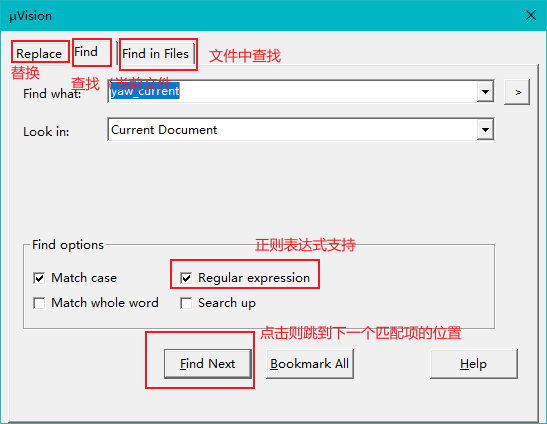 μVision
Replace
Find
Find in Files
文件中查找
替换
查找（当前文件
Find what:
yaw_current
>
Look in:
Current Document
Find options
正则表达式支持
Match case
Regular expression
Match whole word
Search up
点击则跳到下一个匹配项的位置
Find Next
Bookmark All
Help